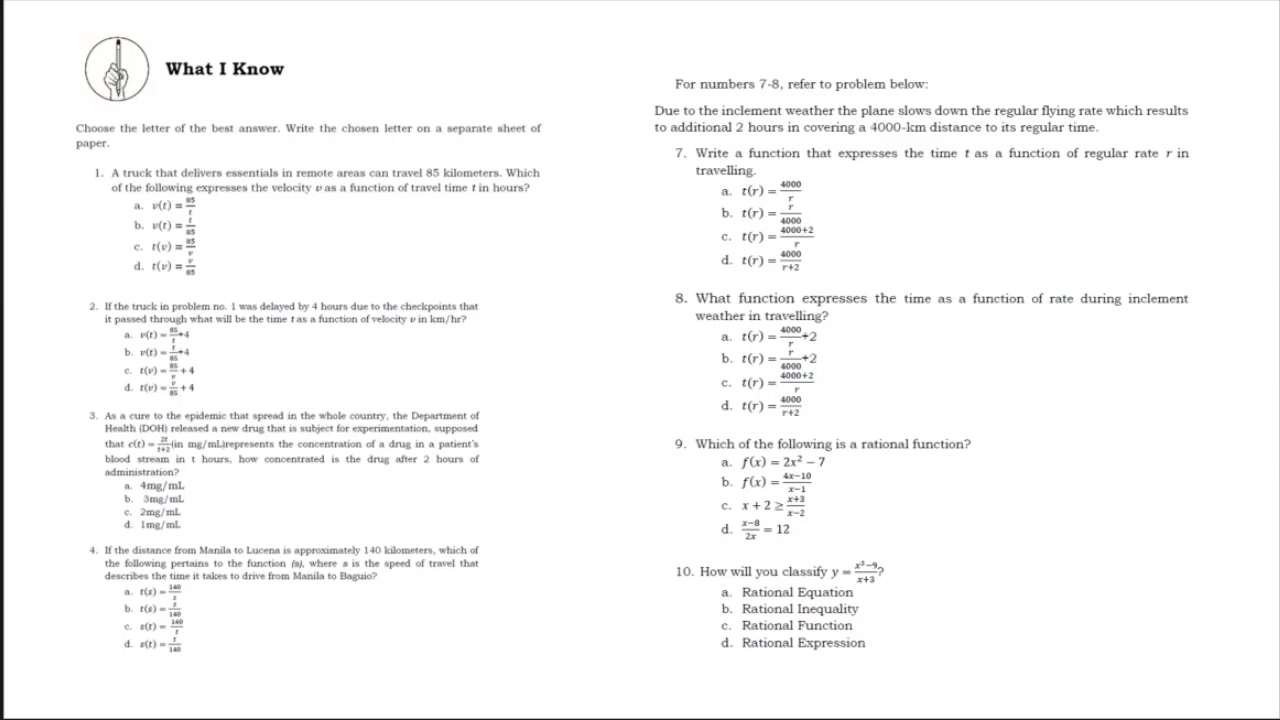 What I Know
Choose the letter of the best answer. Write the chosen letter on a separate sheet of
paper.
1. A truck that delivers essentials in remote areas can travel 85 kilometers. Which
of the following expresses the velocity v as a function of travel time t in hours?
a. v(t) = 85/t
b. v(t) = t/85
c. t(v) = 85/v
d. t(v) = v/85
2. If the truck in problem no. 1 was delayed by 4 hours due to the checkpoints that
it passed through what will be the time t as a function of velocity v in km/hr?
a. v(t) = 85/t+4
b. v(t) = t/85+4
c. t(v) = 85/v + 4
d. t(v) = v/85 + 4
3. As a cure to the epidemic that spread in the whole country, the Department of
Health (DOH) released a new drug that is subject for experimentation, supposed
that c(t) = 2t/t+2(in mg/mL)represents the concentration of a drug in a patient's
blood stream in t hours, how concentrated is the drug after 2 hours of
administration?
a. 4mg/mL
b. 3mg/mL
c. 2mg/mL
d. 1mg/mL
4. If the distance from Manila to Lucena is approximately 140 kilometers, which of
the following pertains to the function (s), where s is the speed of travel that
describes the time it takes to drive from Manila to Baguio?
a. t(s) = 140/s
b. t(s) = s/140
c. s(t) = 140/t
d. s(t) = t/140
For numbers 7-8, refer to problem below:
Due to the inclement weather the plane slows down the regular flying rate which results
to additional 2 hours in covering a 4000-km distance to its regular time.
7. Write a function that expresses the time t as a function of regular rate r in
travelling.
a. t(r) = 4000/r
b. t(r) = r/4000
c. t(r) = 4000+2/r
d. t(r) = 4000/r+2
8. What function expresses the time as a function of rate during inclement
weather in travelling?
a. t(r) = 4000/r+2
b. t(r) = r/4000+2
c. t(r) = 4000+2/r
d. t(r) = 4000/r+2
9. Which of the following is a rational function?
a. f(x) = 2x² − 7
b. f(x) = 4x−10/x−1
c. x + 2 ≥ x+3/x−2
d. x−8/2x = 12
10. How will you classify y = x²−9/x+3?
a. Rational Equation
b. Rational Inequality
c. Rational Function
d. Rational Expression